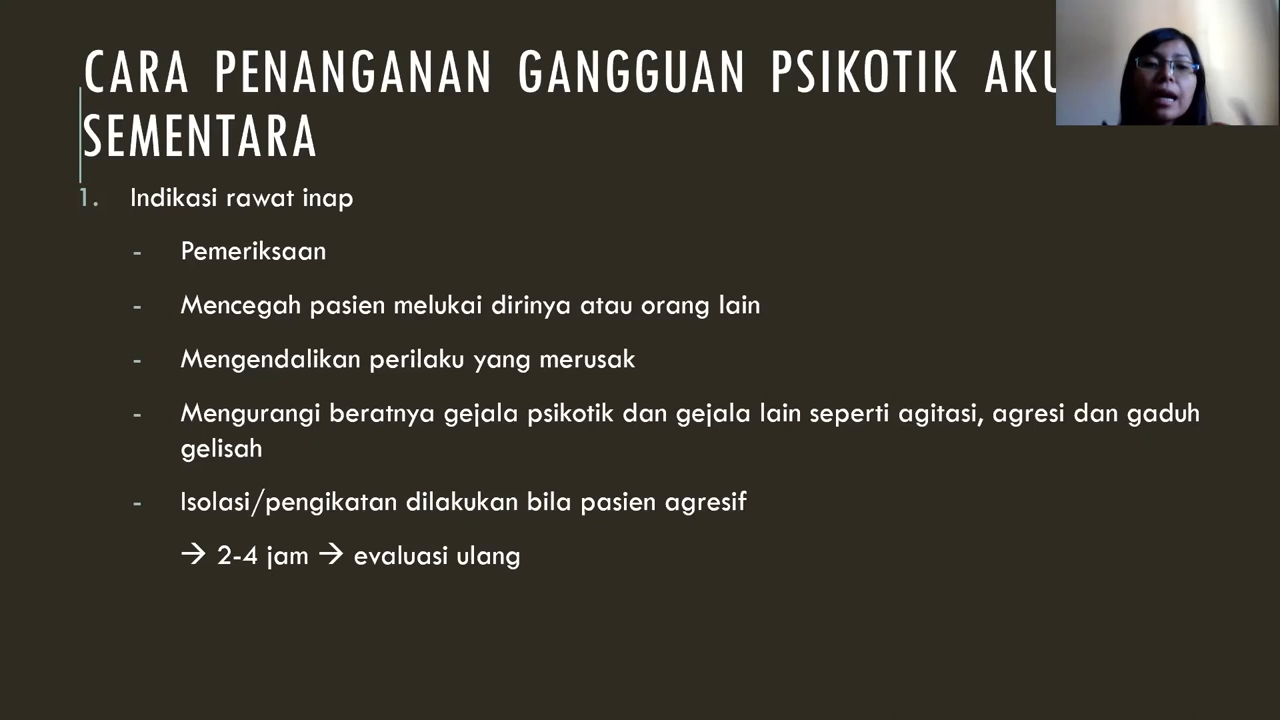 CARA PENANGANAN GANGGUAN PSIKOTIK
SEMENTARA
1. Indikasi rawat inap
- Pemeriksaan
- Mencegah pasien melukai dirinya atau orang lain
- Mengendalikan perilaku yang merusak
- Mengurangi beratnya gejala psikotik dan gejala lain seperti agitasi, agresi dan gaduh
gelisah
- Isolasi/pengikatan dilakukan bila pasien agresif
→ 2-4 jam → evaluasi ulang